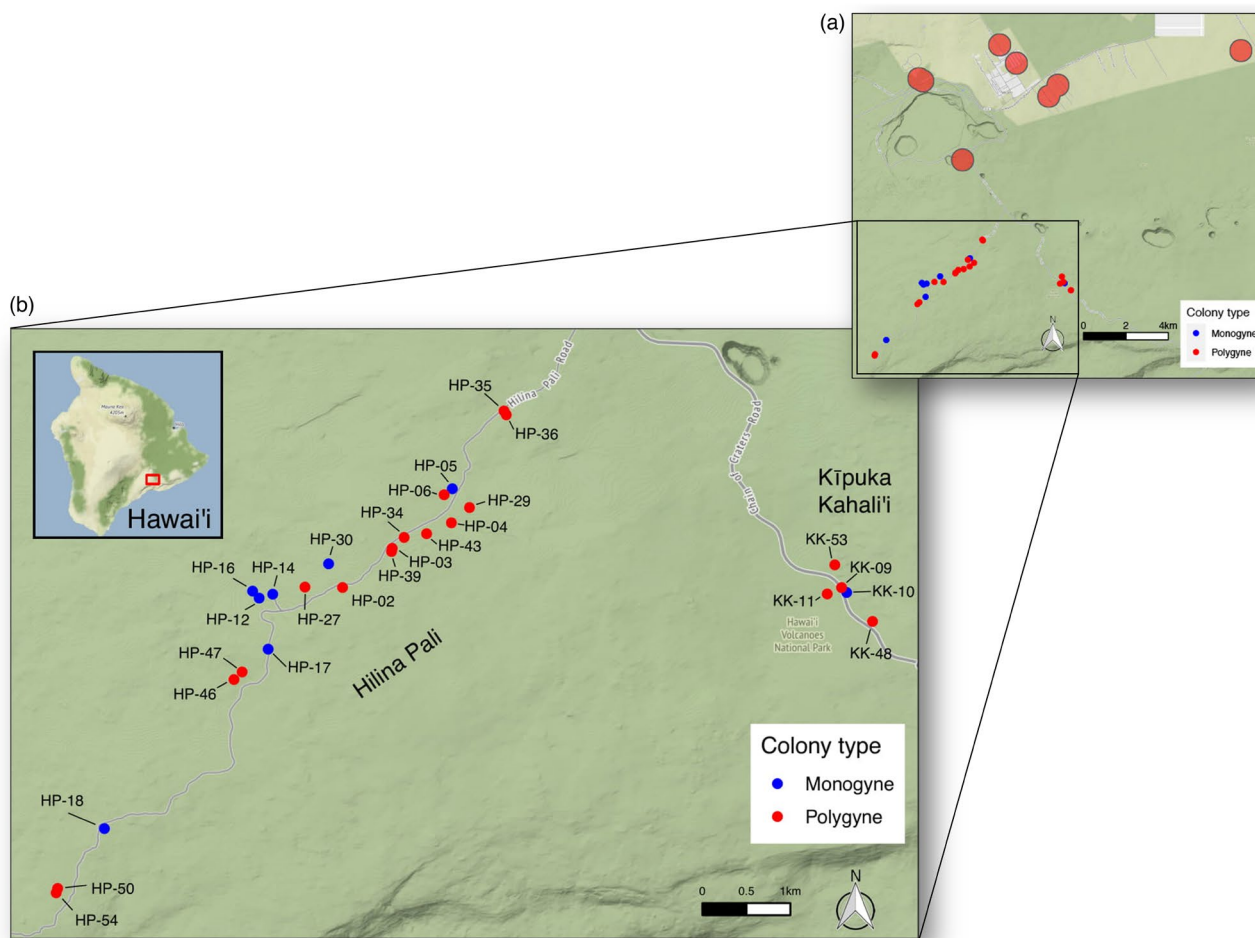 (a)
N
0 2 4km
Colony type
Monogyne
Polygyne
(b)
Hawai'i
HP-35
Hilina Pali Road
HP-36
HP-05
HP-06
HP-29
HP-34
HP-04
HP-43
HP-30
HP-03
HP-39
HP-16
HP-14
HP-12
HP-27
HP-02
HP-17
HP-47
HP-46
Hilina Pali
HP-18
HP-50
HP-54
Chain of Craters Road
Kīpuka
Kahali'i
KK-53
KK-09
KK-10
KK-11
Hawai'i
Volcanoes
National Park
KK-48
Colony type
Monogyne
Polygyne
0 0.5 1km
N